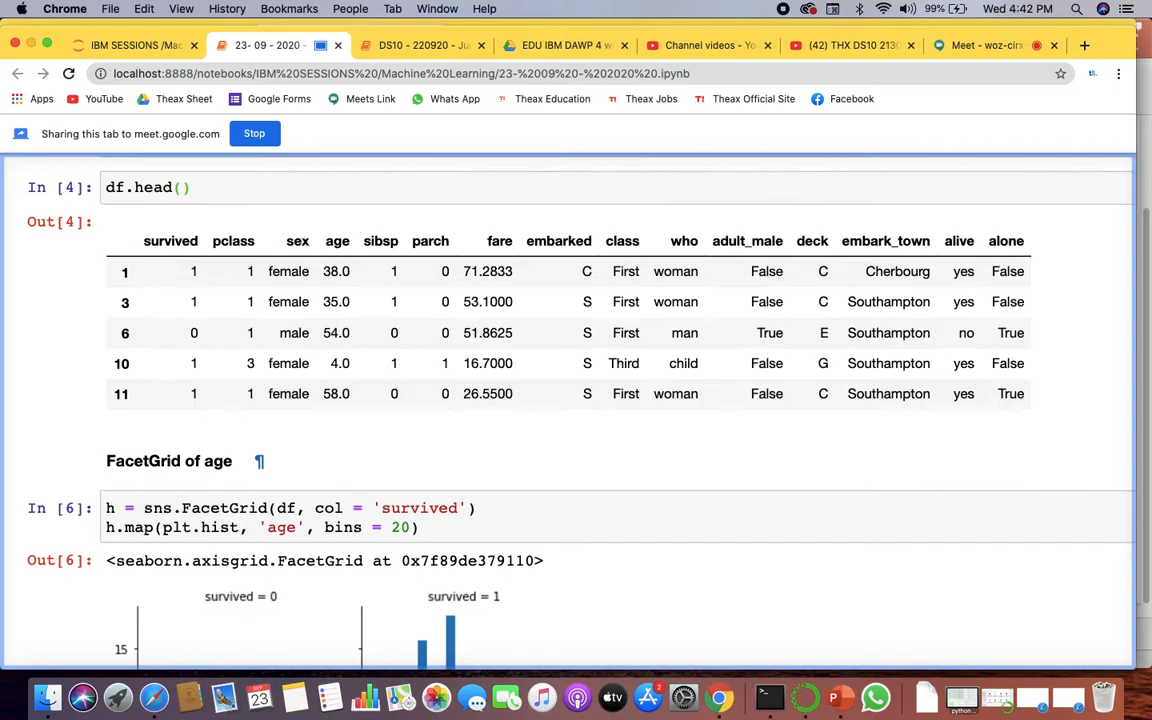 Chrome File Edit View History Bookmarks People Tab Window Help 99% Wed 4:42 PM
IBM SESSIONS /Mac × 23- 09 - 2020 - × DS10 - 220920 - Ju × EDU IBM DAWP 4 w × Channel videos - Yo × (42) THX DS10 213 × Meet - woz-cirx ×
localhost:8888/notebooks/IBM%20SESSIONS%20/Machine%20Learning/23-%2009%20-%202020%20.ipynb
Apps YouTube Theax Sheet Google Forms Meets Link Whats App Theax Education Theax Jobs Theax Official Site Facebook
Sharing this tab to meet.google.com Stop
In [4]: df.head()
Out[4]:
survived pclass sex age sibsp parch fare embarked class who adult_male deck embark_town alive alone
1 1 1 female 38.0 1 0 71.2833 C First woman False C Cherbourg yes False
3 1 1 female 35.0 1 0 53.1000 S First woman False C Southampton yes False
6 0 1 male 54.0 0 0 51.8625 S First man True E Southampton no True
10 1 3 female 4.0 1 1 16.7000 S Third child False G Southampton yes False
11 1 1 female 58.0 0 0 26.5500 S First woman False C Southampton yes True
FacetGrid of age ¶
In [6]: h = sns.FacetGrid(df, col = 'survived')
h.map(plt.hist, 'age', bins = 20)
Out[6]: <seaborn.axisgrid.FacetGrid at 0x7f89de379110>
survived = 0 survived = 1
15